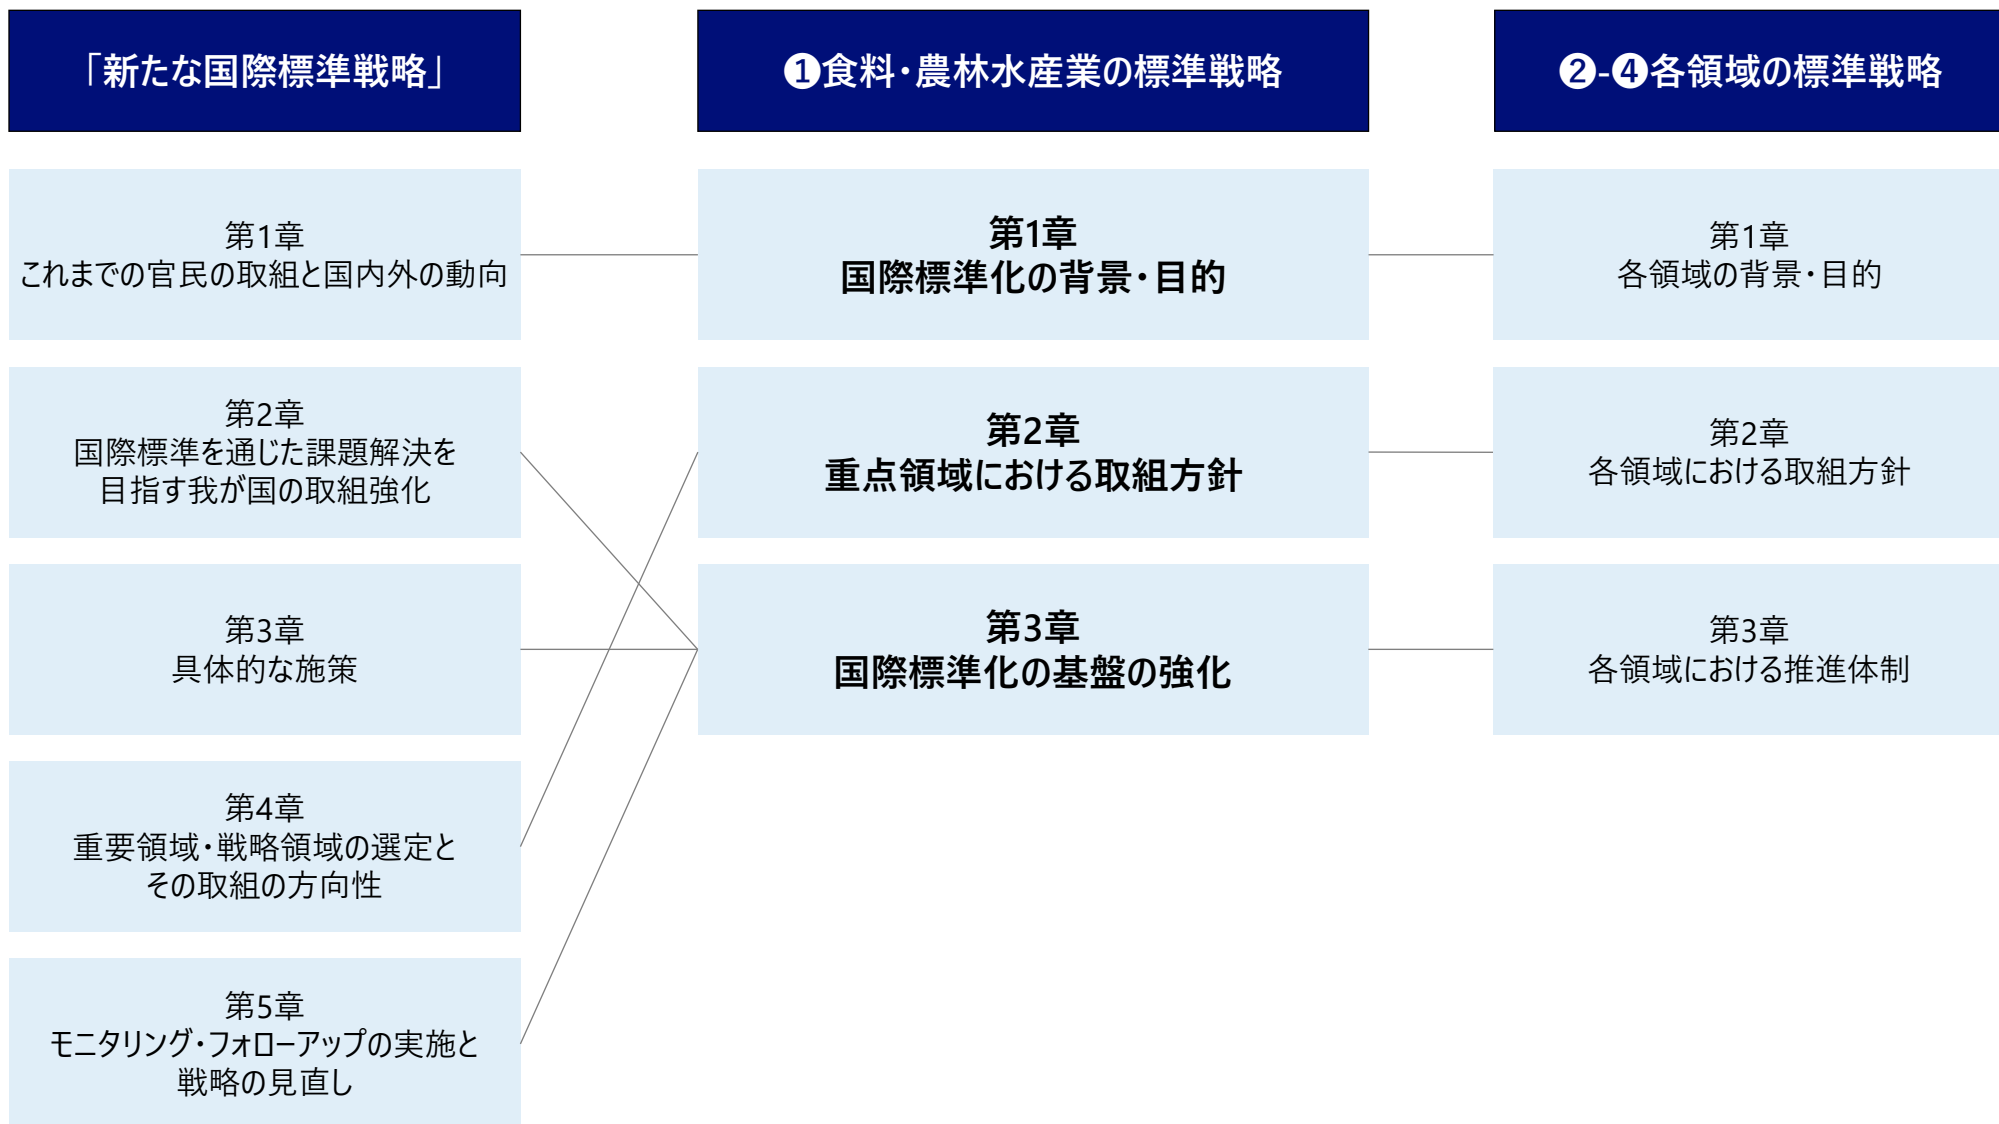 「新たな国際標準戦略」
第1章
これまでの官民の取組と国内外の動向
第2章
国際標準を通じた課題解決を
目指す我が国の取組強化
第3章
具体的な施策
第4章
重要領域・戦略領域の選定と
その取組の方向性
第5章
モニタリング・フォローアップの実施と
戦略の見直し
❶食料・農林水産業の標準戦略
第1章
国際標準化の背景・目的
第2章
重点領域における取組方針
第3章
国際標準化の基盤の強化
❷-❹各領域の標準戦略
第1章
各領域の背景・目的
第2章
各領域における取組方針
第3章
各領域における推進体制